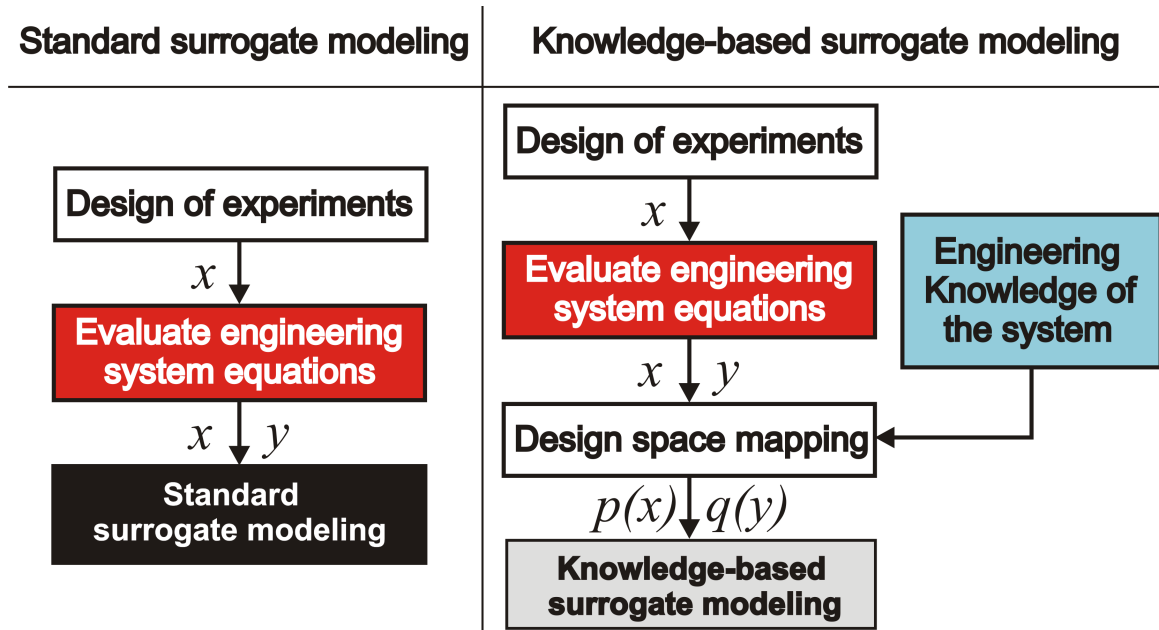 Standard surrogate modeling
Knowledge-based surrogate modeling
Design of experiments
x
Evaluate engineering
system equations
x y
Standard
surrogate modeling
Design of experiments
x
Evaluate engineering
system equations
x y
Engineering
Knowledge of
the system
Design space mapping
p(x) q(y)
Knowledge-based
surrogate modeling